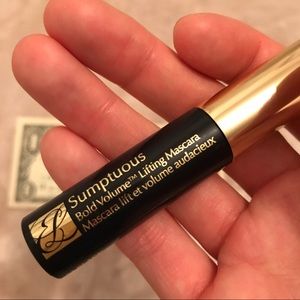 Sumptuous
Bold Volume™ Lifting Mascara
Mascara lift et volume audacieux